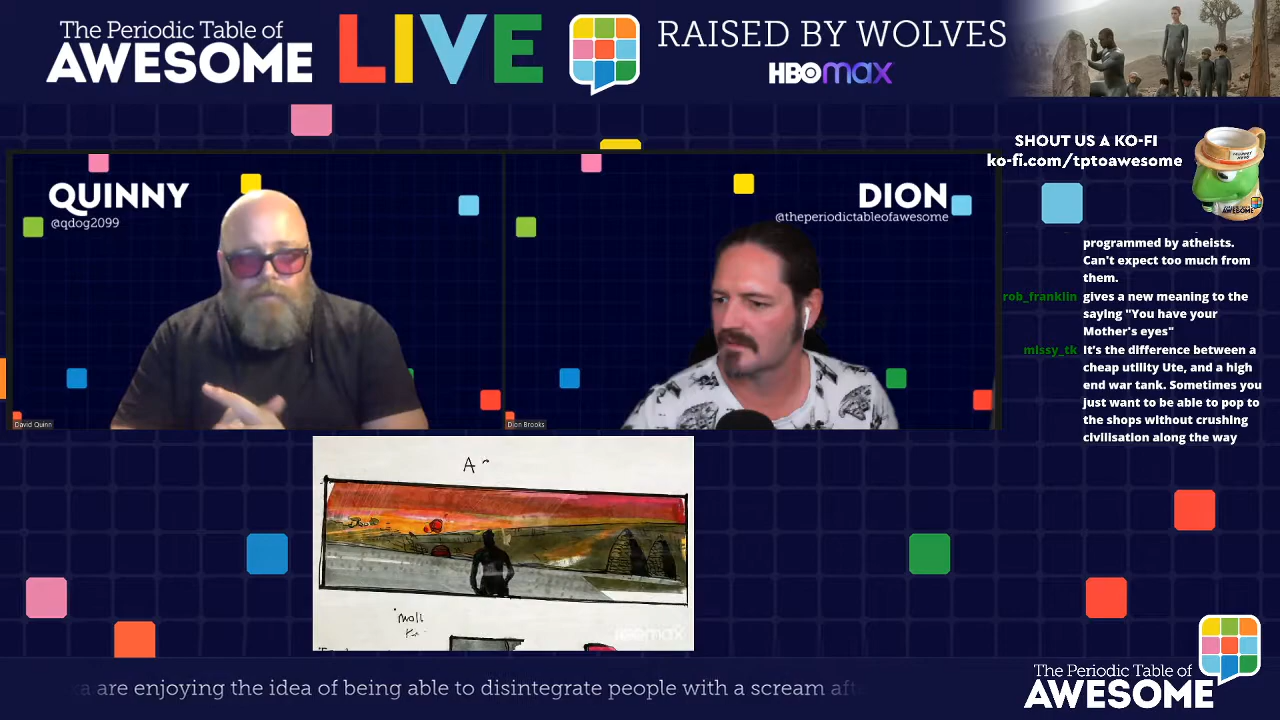 The Periodic Table of
AWESOME
LIVE
RAISED BY WOLVES
HBOmax
SHOUT US A KO-FI
ko-fi.com/tptoawesome
QUINNY
@qdog2099
DION
@theperiodictableofawesome
programmed by atheists.
Can't expect too much from
them.
rob_franklin gives a new meaning to the
saying "You have your
Mother's eyes"
missy_tk It's the difference between a
cheap utility Ute, and a high
end war tank. Sometimes you
just want to be able to pop to
the shops without crushing
civilisation along the way
David Quinn
Dion Brooks
A
HBOmax
are enjoying the idea of being able to disintegrate people with a scream
The Periodic Table of
AWESOME